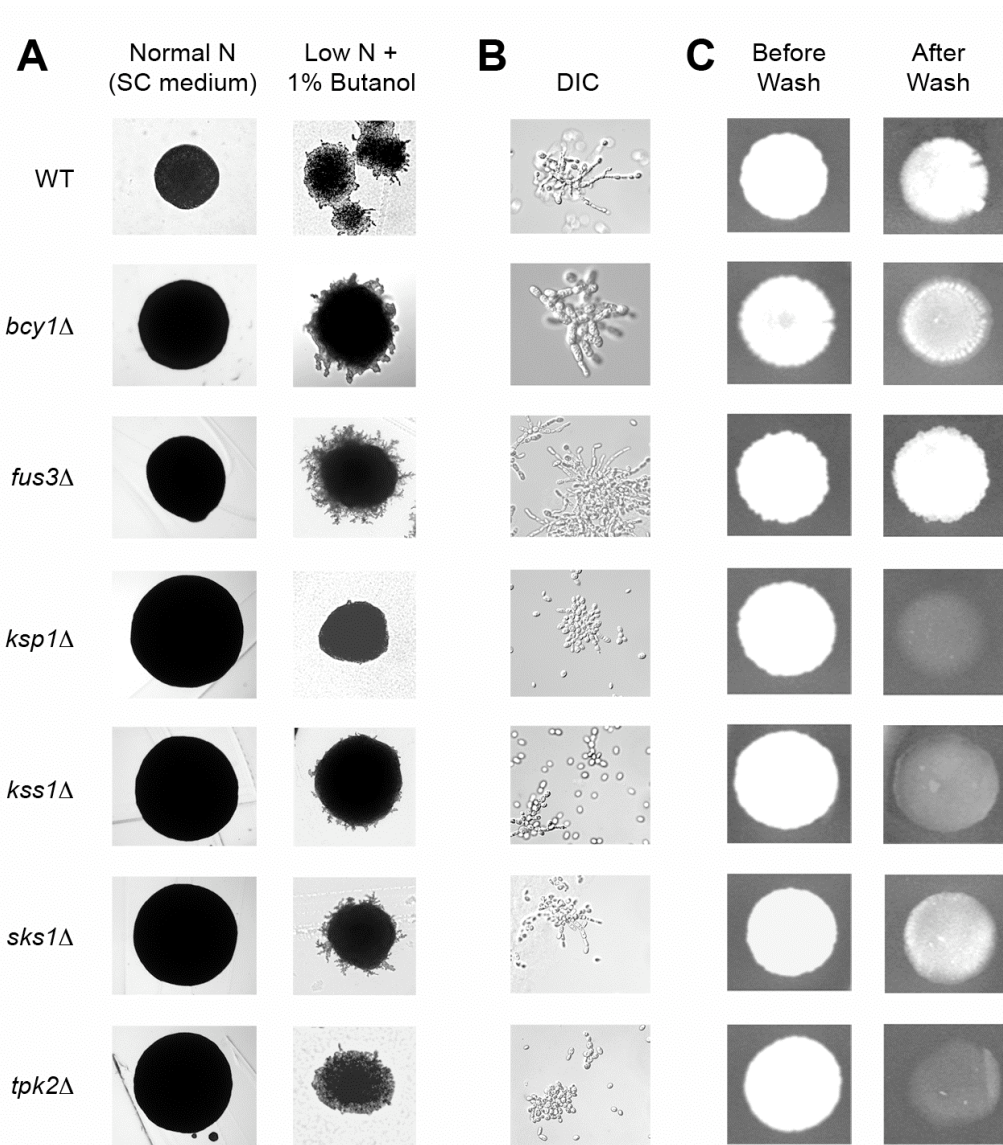 A
Normal N
(SC medium)
Low N +
1% Butanol
B
DIC
C
Before
Wash
After
Wash
WT
bcy1Δ
fus3Δ
ksp1Δ
kss1Δ
sks1Δ
tpk2Δ